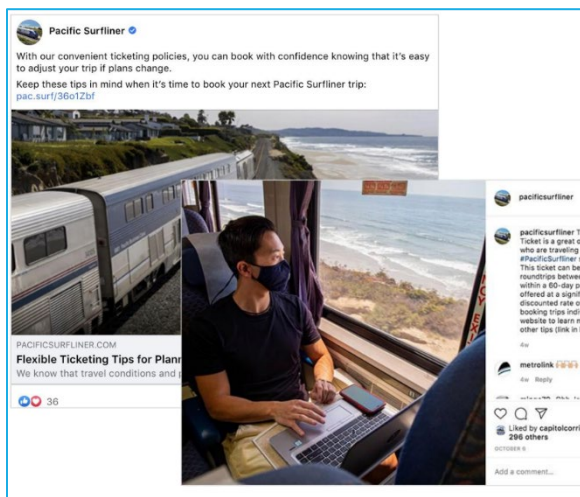 Pacific Surfliner
With our convenient ticketing policies, you can book with confidence knowing that it's easy
to adjust your trip if plans change.
Keep these tips in mind when it's time to book your next Pacific Surfliner trip:
pac.surf/36o1Zbf
PACIFICSURFLINER.COM
Flexible Ticketing Tips for Plann
We know that travel conditions and p
36
pacificsurfliner
pacificsurfliner T
Ticket is a great o
who are traveling
#PacificSurfliner
This ticket can be
roundtrips between
within a 60-day p
offered at a signif
discounted rate o
booking trips indi
website to learn m
other tips (link in
4w
metrolink
4w Reply
Liked by capitolcorri
296 others
OCTOBER 6
Add a comment...